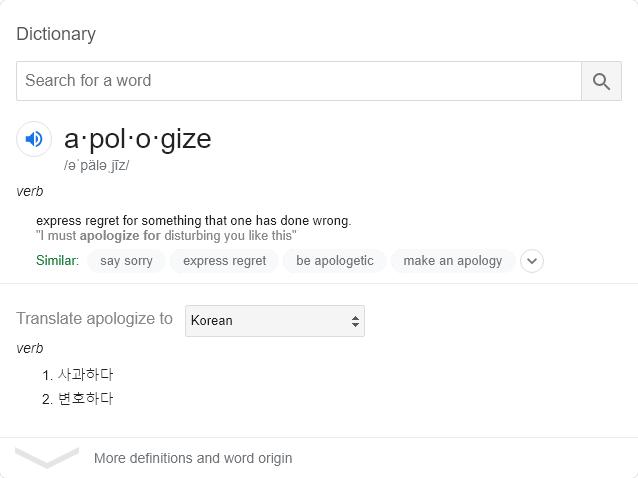 Dictionary
Search for a word
a·pol·o·gize
/əˈpäləˌjīz/
verb
express regret for something that one has done wrong.
"I must apologize for disturbing you like this"
Similar: say sorry express regret be apologetic make an apology
Translate apologize to Korean
verb
1. 사과하다
2. 변호하다
More definitions and word origin